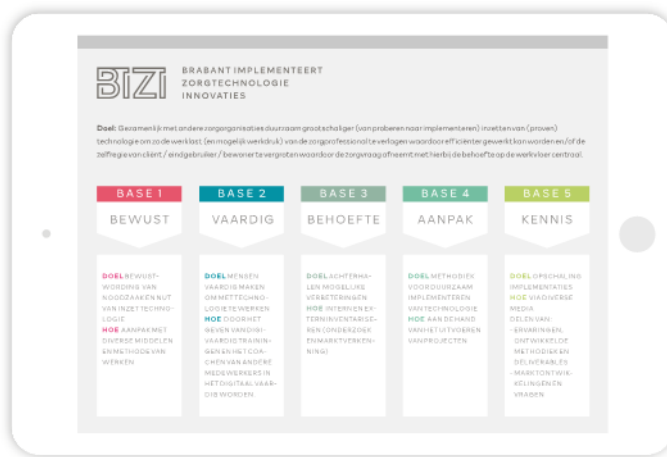 BIZI
BRABANT IMPLEMENTEERT
ZORGTECHNOLOGIE
INNOVATIES
Doel: Gezamenlijk met andere zorgorganisaties duurzaam grootschaliger (van proberen naar implementeren) inzetten van (proven)
technologie om zo de werklast (en mogelijk werkdruk) van de zorgprofessional te verlagen waardoor efficiënter gewerkt kan worden en/of de
zelfregie van cliënt / eindgebruiker / bewoner te vergroten waardoor de zorgvraag afneemt met hierbij de behoefte op de werkvloer centraal.
BASE 1
BEWUST
DOEL BEWUST-
WORDING VAN
NOODZAAK EN NUT
VAN INZET TECHNO-
LOGIE
HOE AANPAK MET
DIVERSE MIDDELEN
EN METHODE VAN
WERKEN
BASE 2
VAARDIG
DOEL MENSEN
VAARDIG MAKEN
OM MET TECHNO-
LOGIE TE WERKEN
HOE DOOR HET
GEVEN VAN DIGI-
VAARDIG TRAININ-
GEN EN HET COA-
CHEN VAN ANDERE
MEDEWERKERS IN
HET DIGITAAL VAAR-
DIG WORDEN
BASE 3
BEHOEFTE
DOEL ACHTERHA-
LEN MOGELIJKE
VERBETERINGEN
HOE INTERN EN EX-
TERN INVENTARISE-
REN (ONDERZOEK
EN MARKTVERKEN-
NING)
BASE 4
AANPAK
DOEL METHODIEK
VOOR DUURZAAM
IMPLEMENTEREN
VAN TECHNOLOGIE
HOE AAN DE HAND
VAN HET UITVOEREN
VAN PROJECTEN
BASE 5
KENNIS
DOEL OPSCHALING
IMPLEMENTATIES
HOE VIA DIVERSE
MEDIA
DELEN VAN:
- ERVARINGEN,
ONTWIKKELDE
METHODIEK EN
DELIVERABLES
- MARKTONTWIK-
KELINGEN EN
VRAGEN